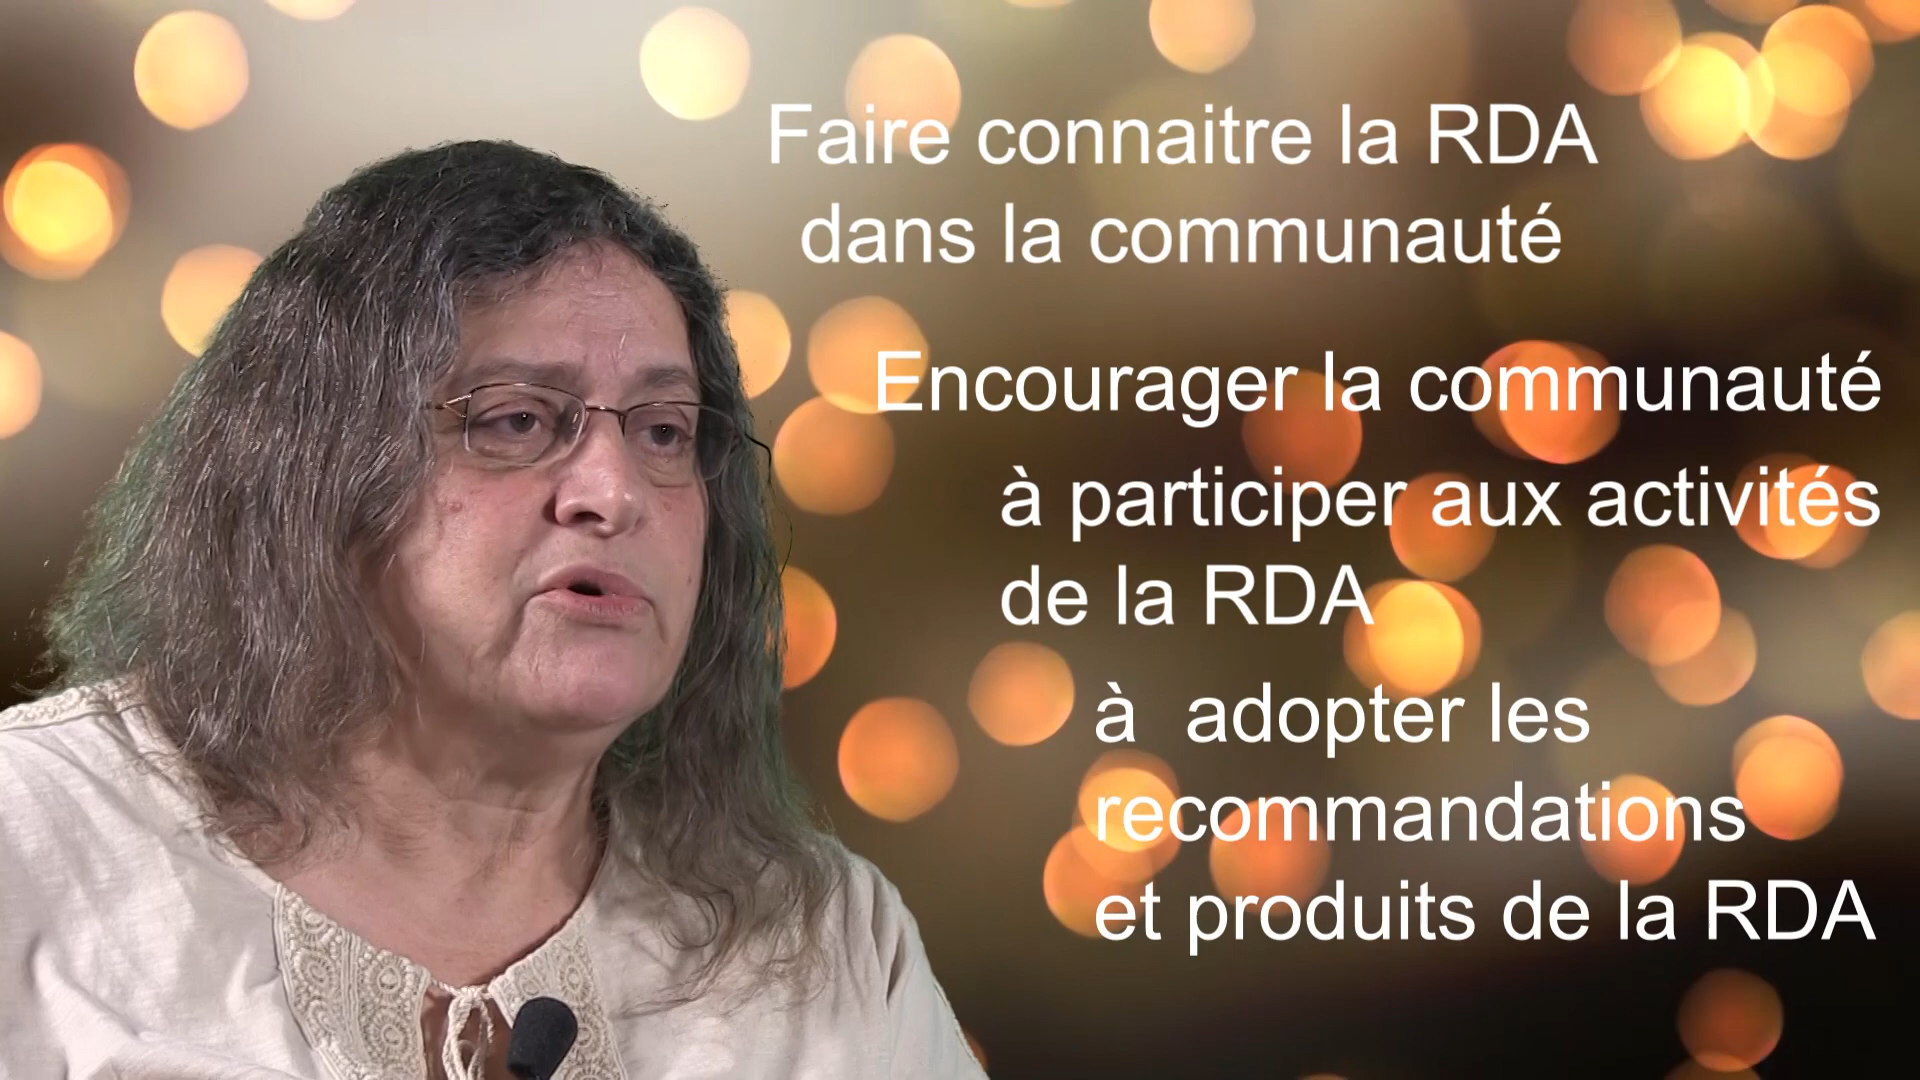 Faire connaitre la RDA
dans la communauté
Encourager la communauté
à participer aux activités
de la RDA
à adopter les
recommandations
et produits de la RDA